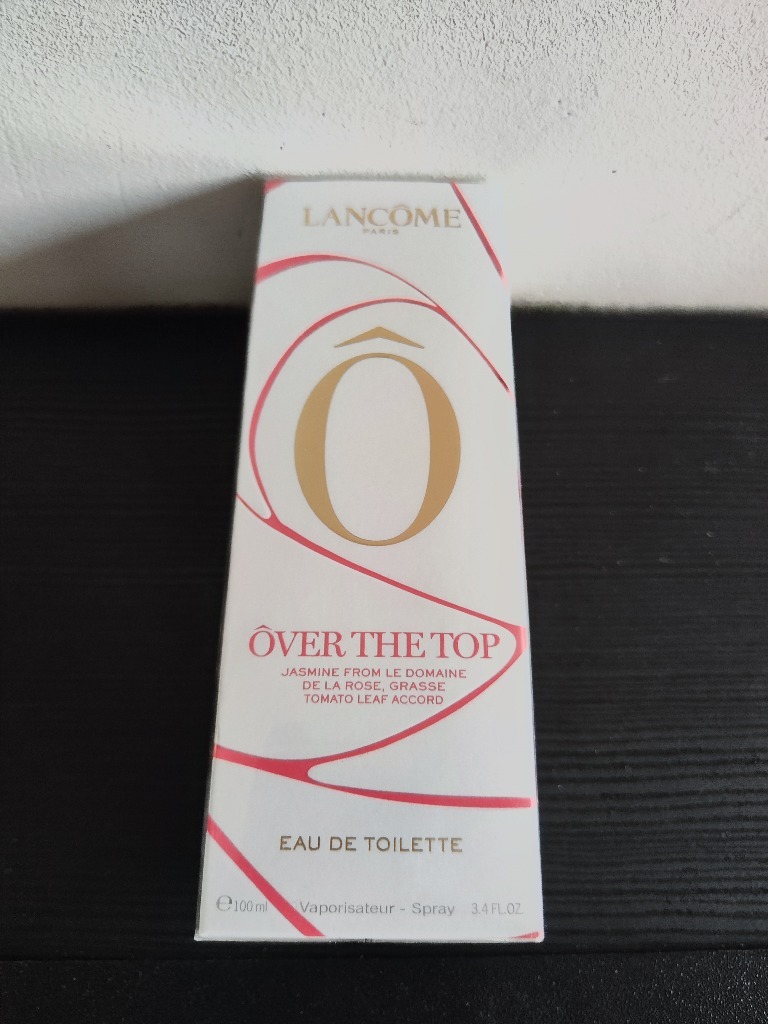 LANCÔME
PARIS
Ô
ÔVER THE TOP
JASMINE FROM LE DOMAINE
DE LA ROSE, GRASSE
TOMATO LEAF ACCORD
EAU DE TOILETTE
℮100 ml Vaporisateur - Spray 3.4 FL.OZ